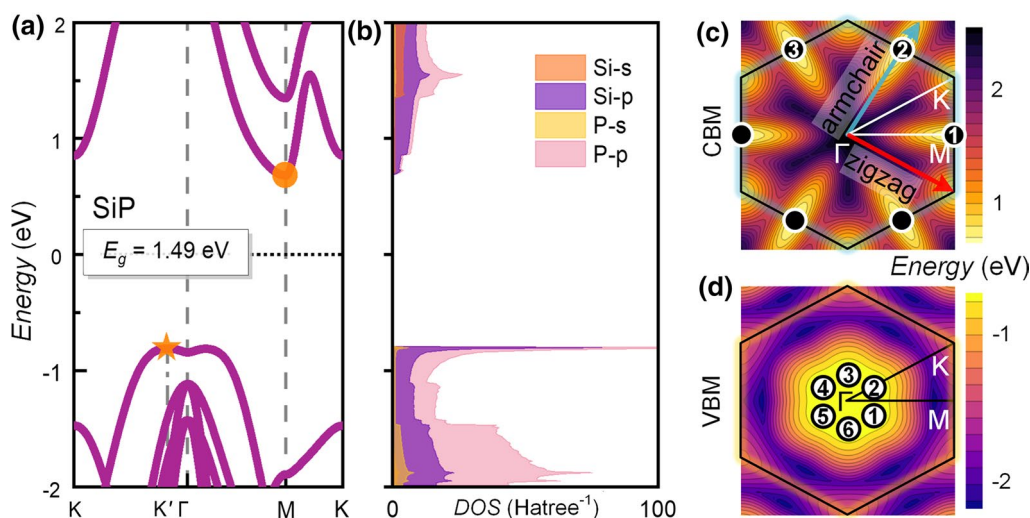 (a)
2
1
0
-1
-2
Energy (eV)
SiP
E_g = 1.49 eV
K
K′
Γ
M
K
(b)
Si-s
Si-p
P-s
P-p
0
DOS (Hatree⁻¹)
100
(c)
CBM
3
2
1
armchair
zigzag
Γ
K
M
2
1
Energy (eV)
(d)
VBM
3
4
2
Γ
5
1
6
K
M
-1
-2